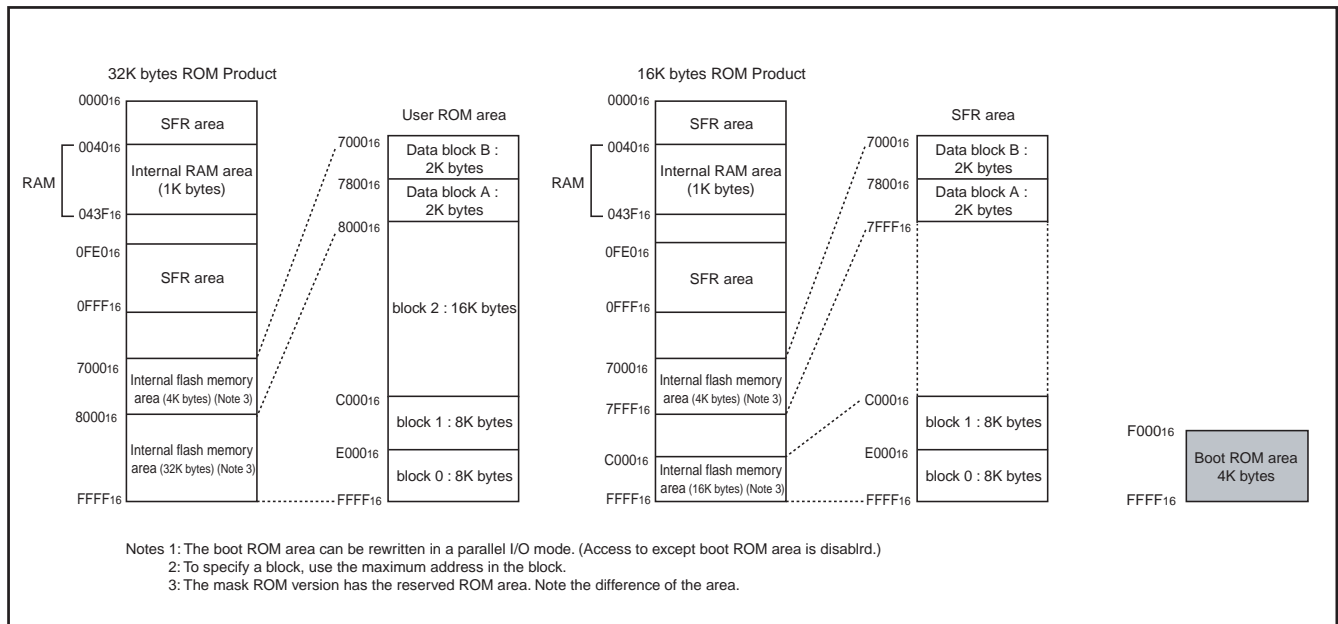 32K bytes ROM Product
000016
SFR area
004016
RAM
Internal RAM area
(1K bytes)
043F16
0FE016
SFR area
0FFF16
700016
Internal flash memory
area (4K bytes) (Note 3)
800016
Internal flash memory
area (32K bytes) (Note 3)
FFFF16
User ROM area
700016
Data block B :
2K bytes
780016
Data block A :
2K bytes
800016
block 2 : 16K bytes
C00016
block 1 : 8K bytes
E00016
block 0 : 8K bytes
FFFF16
16K bytes ROM Product
000016
SFR area
004016
RAM
Internal RAM area
(1K bytes)
043F16
0FE016
SFR area
0FFF16
700016
Internal flash memory
area (4K bytes) (Note 3)
7FFF16
C00016
Internal flash memory
area (16K bytes) (Note 3)
FFFF16
SFR area
700016
Data block B :
2K bytes
780016
Data block A :
2K bytes
7FFF16
C00016
block 1 : 8K bytes
E00016
block 0 : 8K bytes
FFFF16
F00016
Boot ROM area
4K bytes
FFFF16
Notes 1: The boot ROM area can be rewritten in a parallel I/O mode. (Access to except boot ROM area is disablrd.)
2: To specify a block, use the maximum address in the block.
3: The mask ROM version has the reserved ROM area. Note the difference of the area.